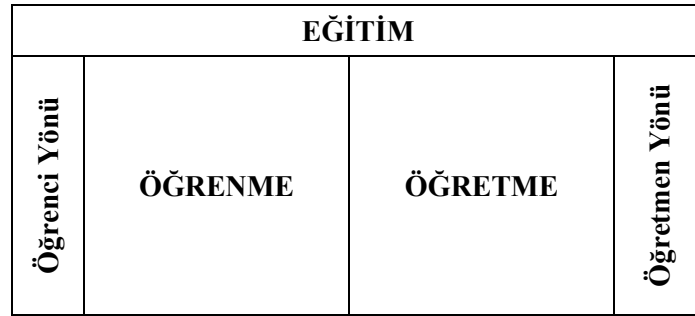 EĞİTİM
Öğrenci Yönü
ÖĞRENME
ÖĞRETME
Öğretmen Yönü